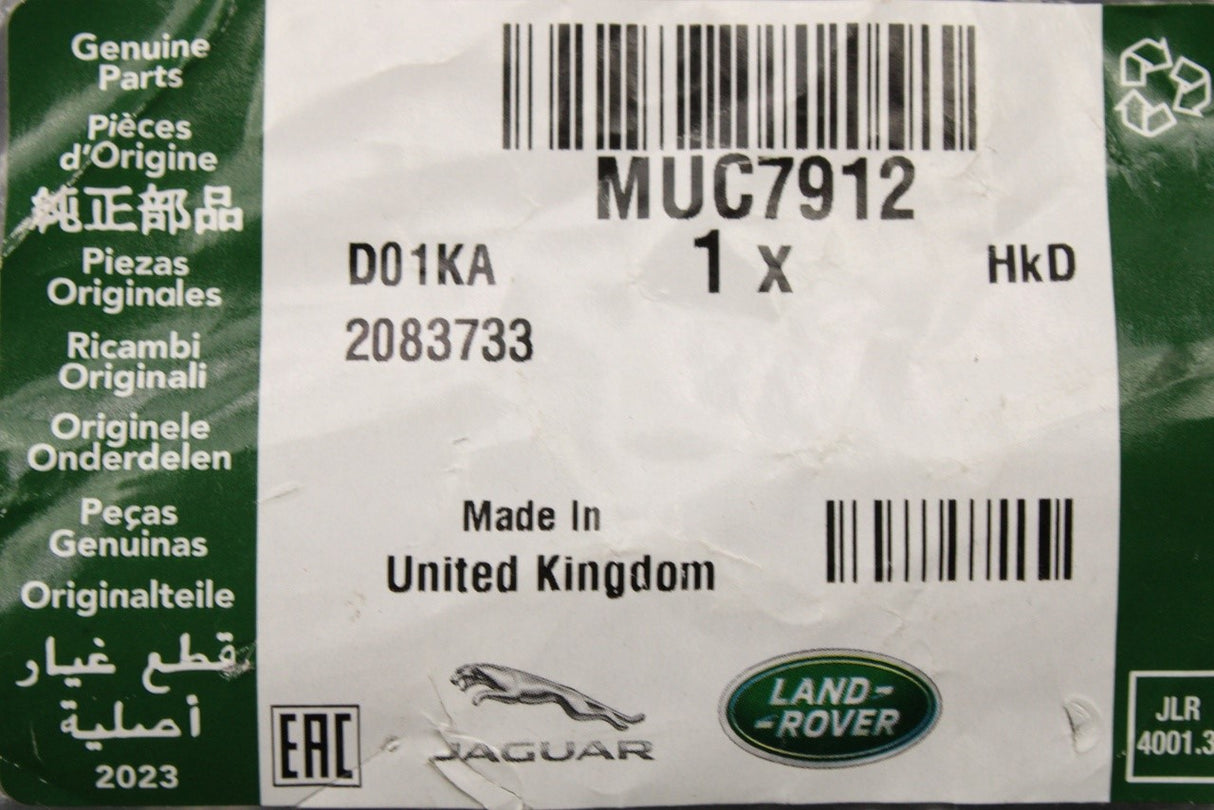 Genuine
Parts
Pièces
d'Origine
純正部品
Piezas
Originales
Ricambi
Originali
Originele
Onderdelen
Peças
Genuinas
Originalteile
قطع غيار
أصلية
2023
MUC7912
D01KA 1 x HkD
2083733
Made In
United Kingdom
EAC
JAGUAR
LAND-
-ROVER
JLR
4001.3